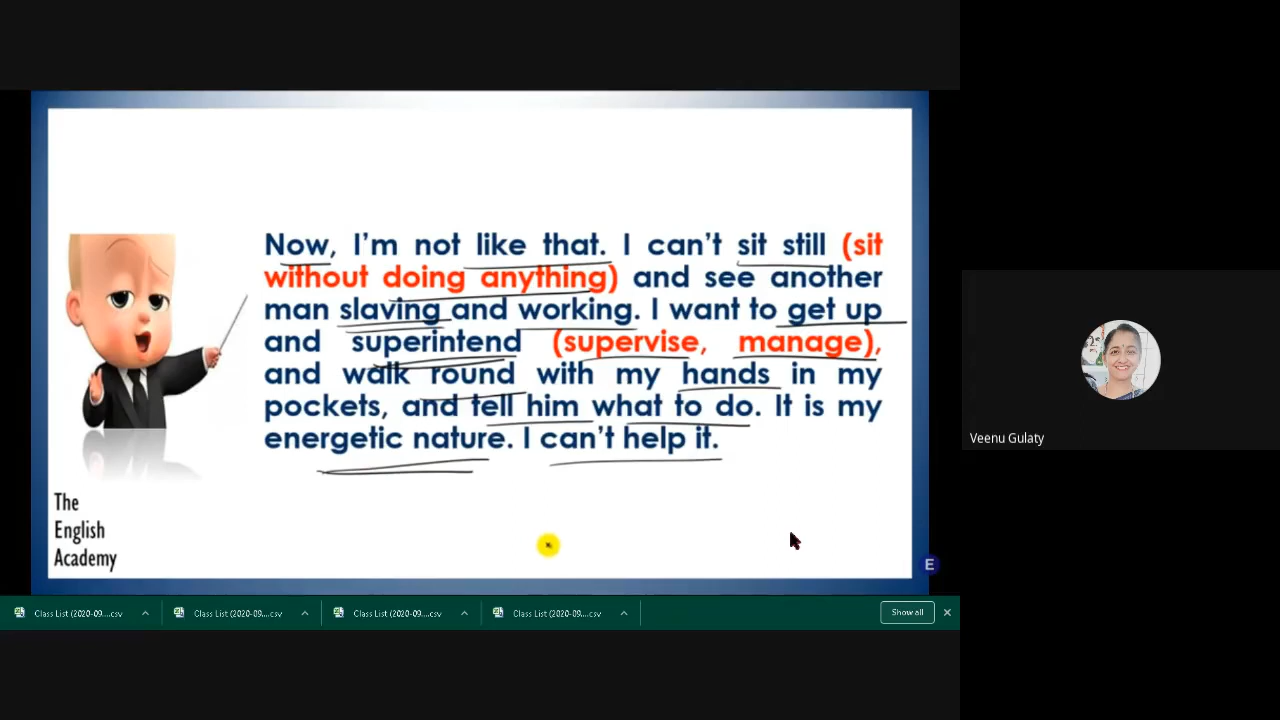 Now, I'm not like that. I can't sit still (sit
without doing anything) and see another
man slaving and working. I want to get up
and superintend (supervise, manage),
and walk round with my hands in my
pockets, and tell him what to do. It is my
energetic nature. I can't help it.
The
English
Academy
E
Class List (2020-09....csv
Class List (2020-09....csv
Class List (2020-09....csv
Class List (2020-09....csv
Show all
Veenu Gulaty